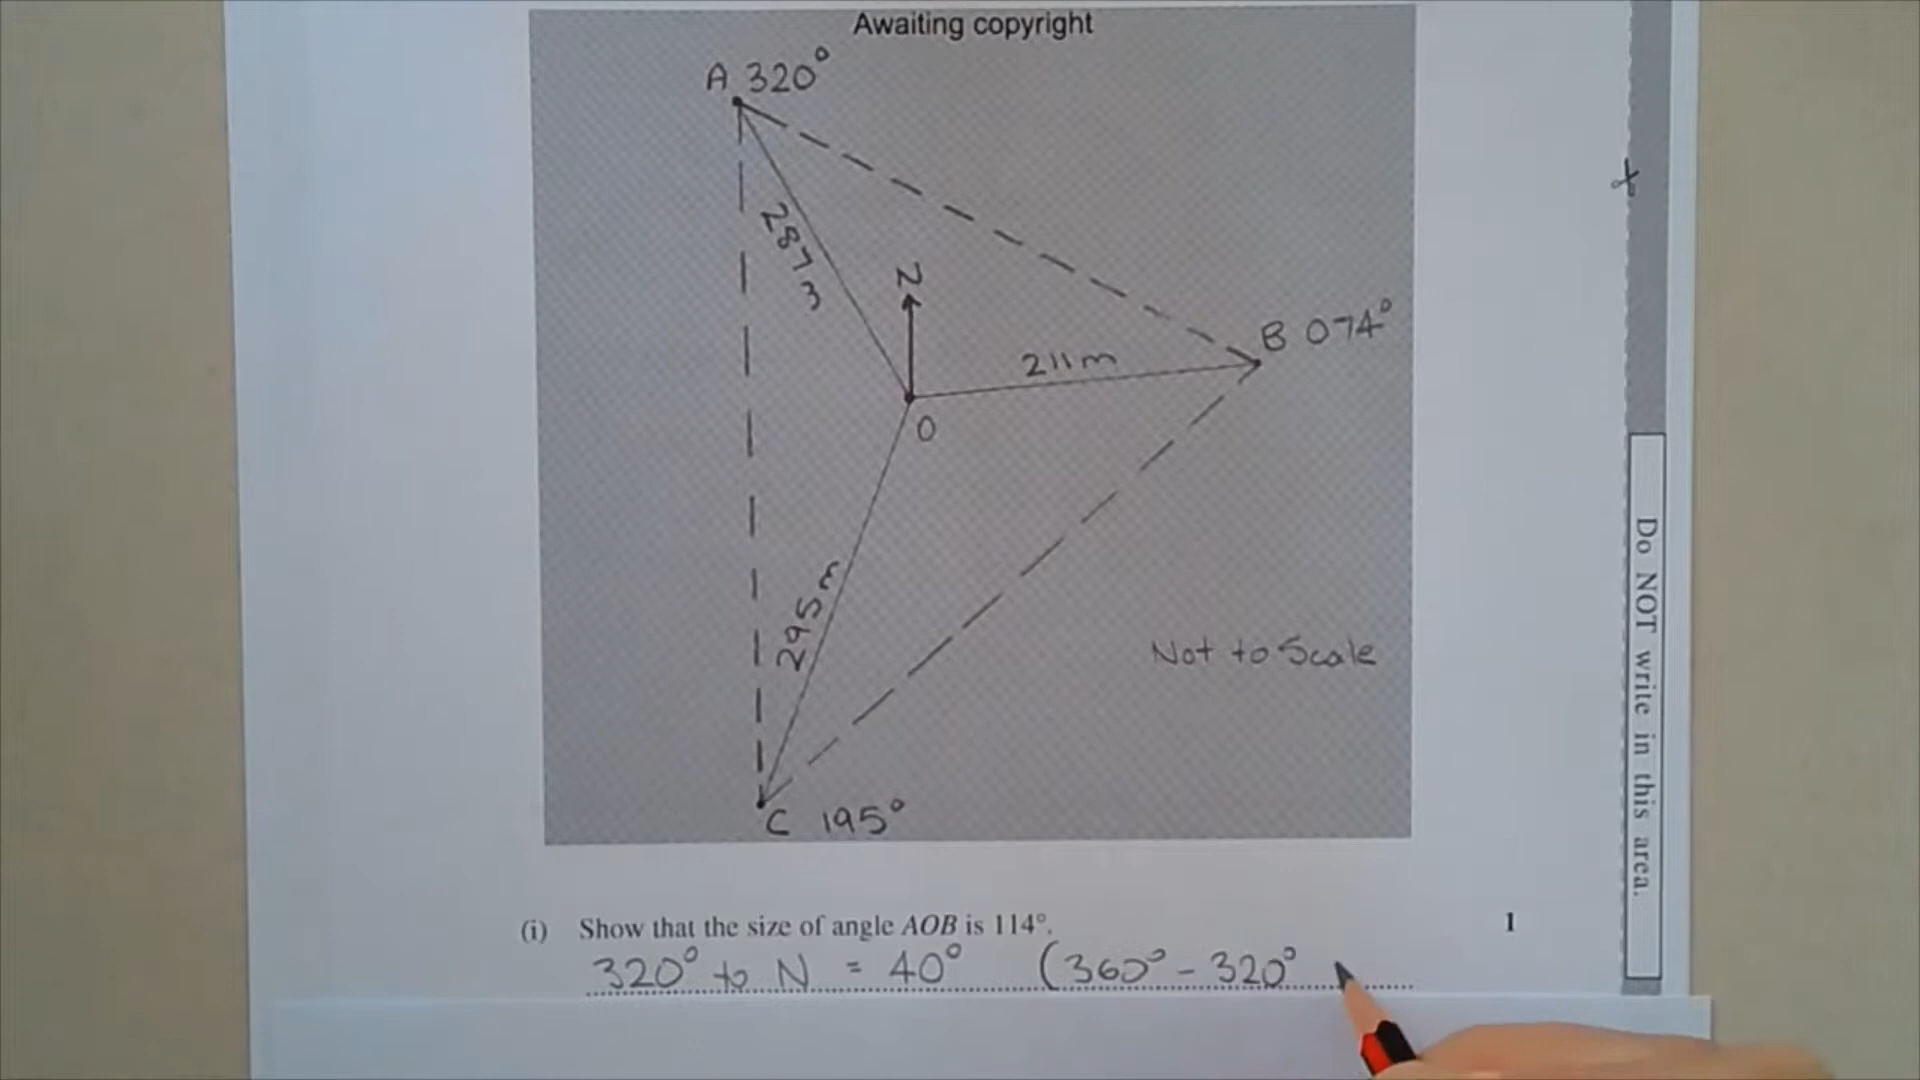 Awaiting copyright
A 320°
287 m
N
B 074°
211m
O
295m
Not to Scale
C 195°
Do NOT write in this area.
(i) Show that the size of angle AOB is 114°. 1
320° to N = 40° (360° - 320°